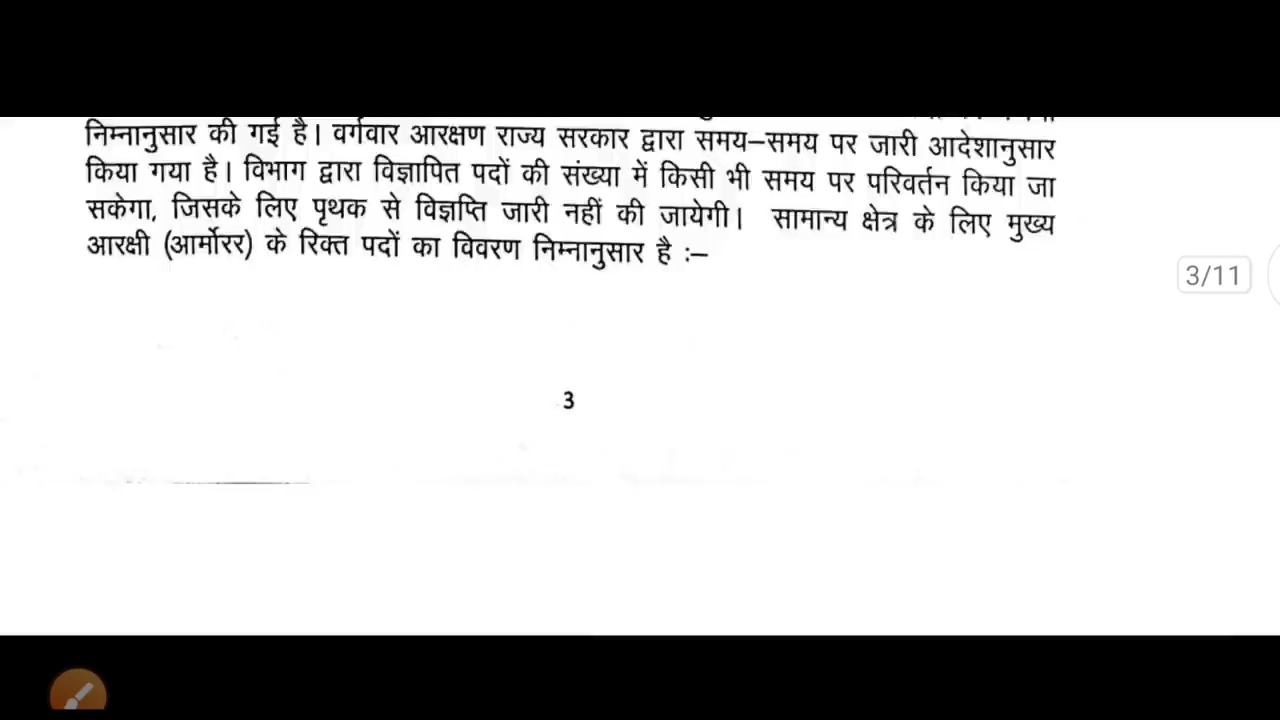 निम्नानुसार की गई है। वर्गवार आरक्षण राज्य सरकार द्वारा समय–समय पर जारी आदेशानुसार
किया गया है। विभाग द्वारा विज्ञापित पदों की संख्या में किसी भी समय पर परिवर्तन किया जा
सकेगा, जिसके लिए पृथक से विज्ञप्ति जारी नहीं की जायेगी। सामान्य क्षेत्र के लिए मुख्य
आरक्षी (आर्मोरर) के रिक्त पदों का विवरण निम्नानुसार है :–
3/11
3